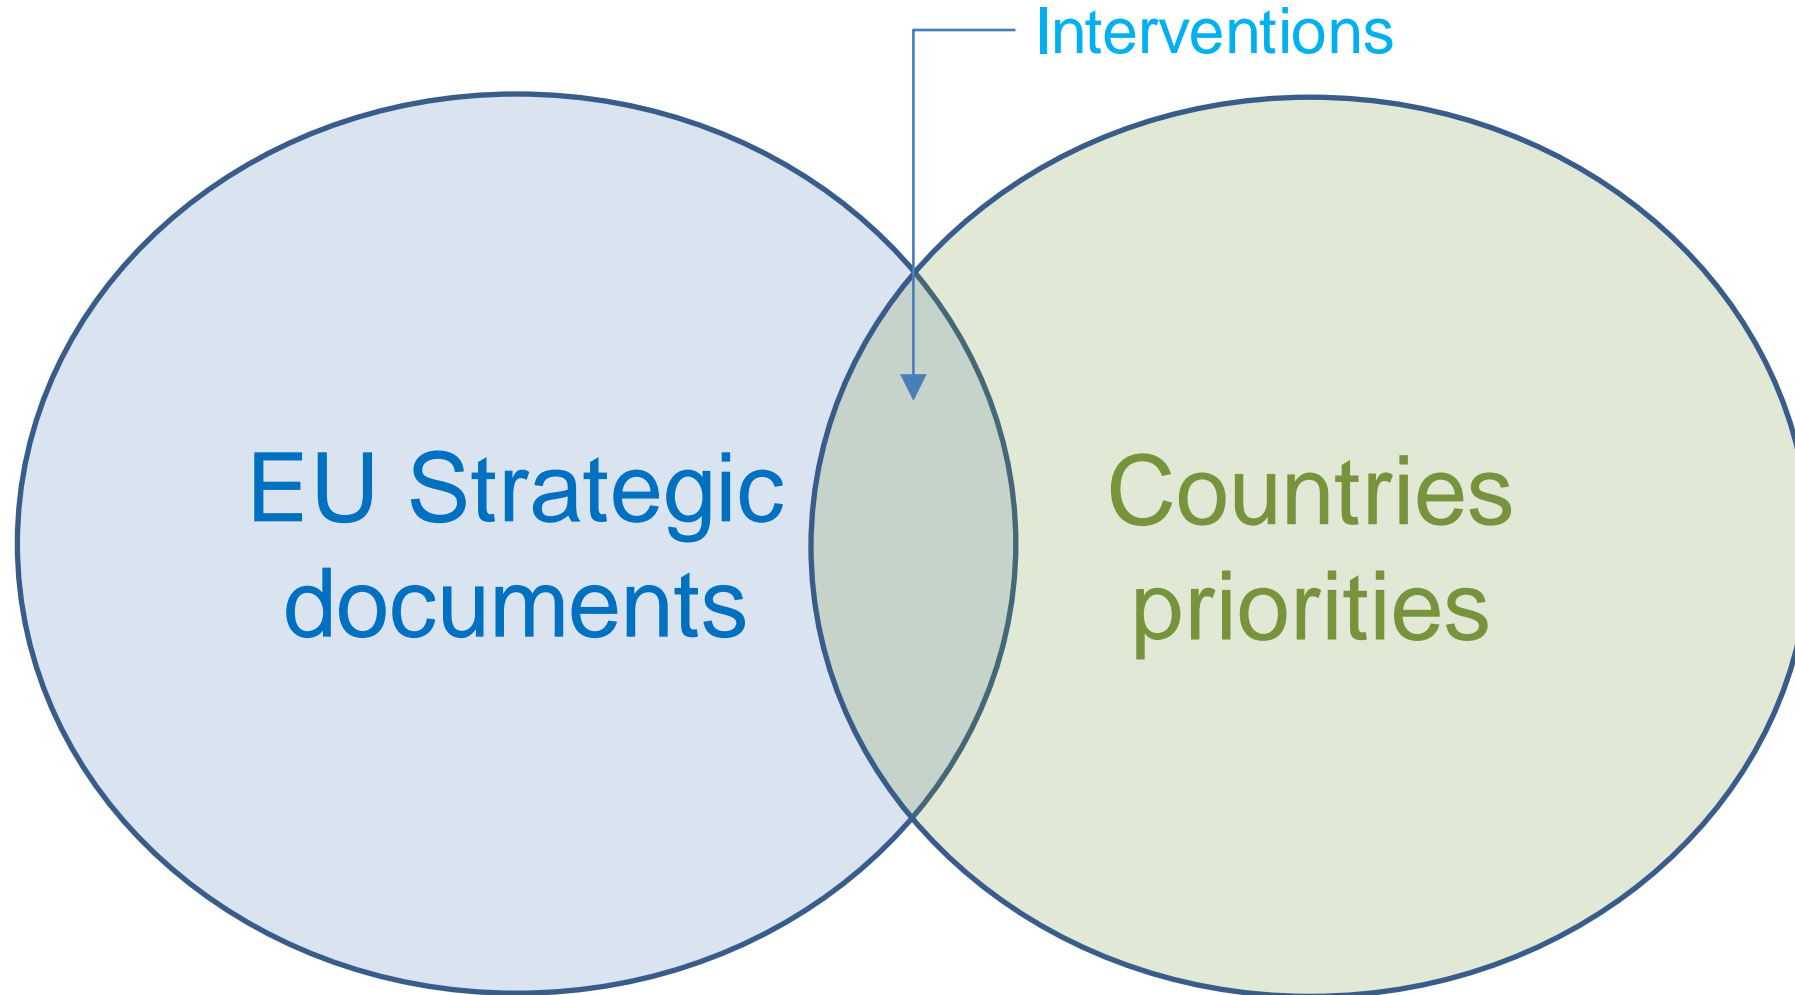 Interventions
EU Strategic
documents
Countries
priorities